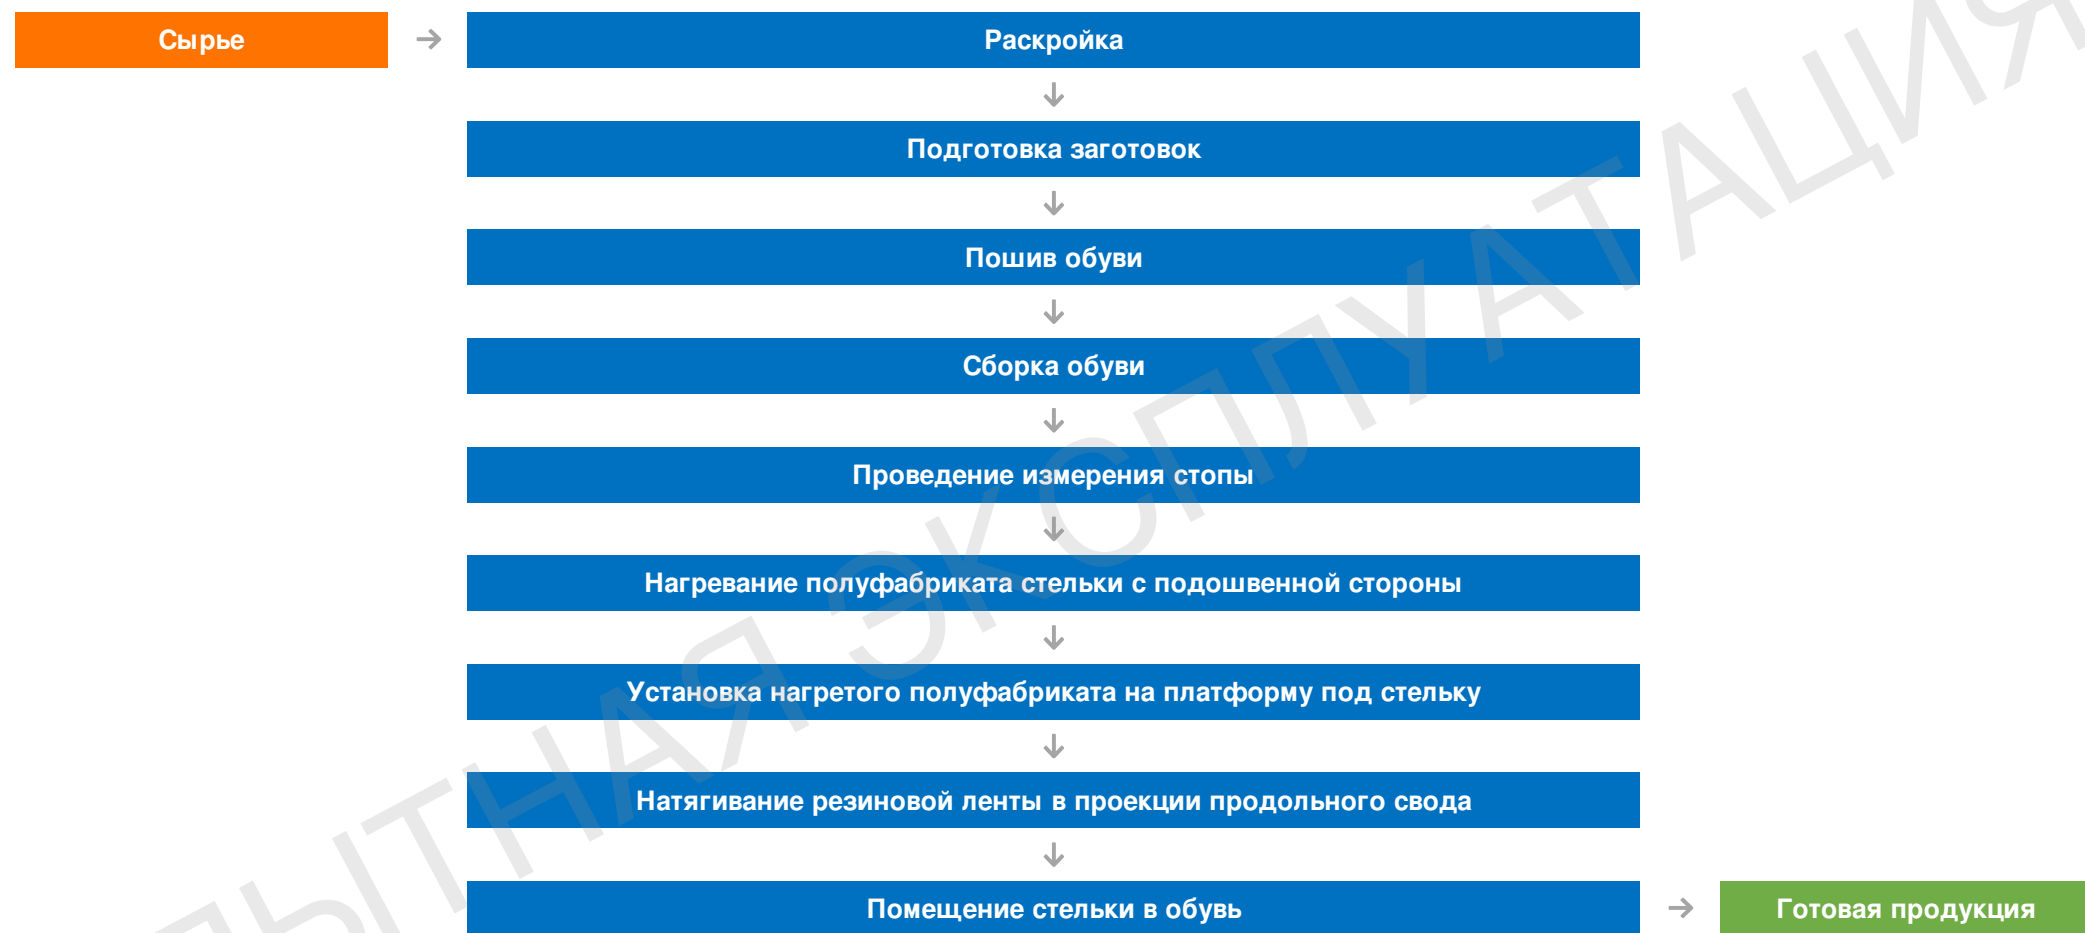 Сырье
Раскройка
Подготовка заготовок
Пошив обуви
Сборка обуви
Проведение измерения стопы
Нагревание полуфабриката стельки с подошвенной стороны
Установка нагретого полуфабриката на платформу под стельку
Натягивание резиновой ленты в проекции продольного свода
Помещение стельки в обувь
Готовая продукция
ЭКСПЛУАТАЦИЯ